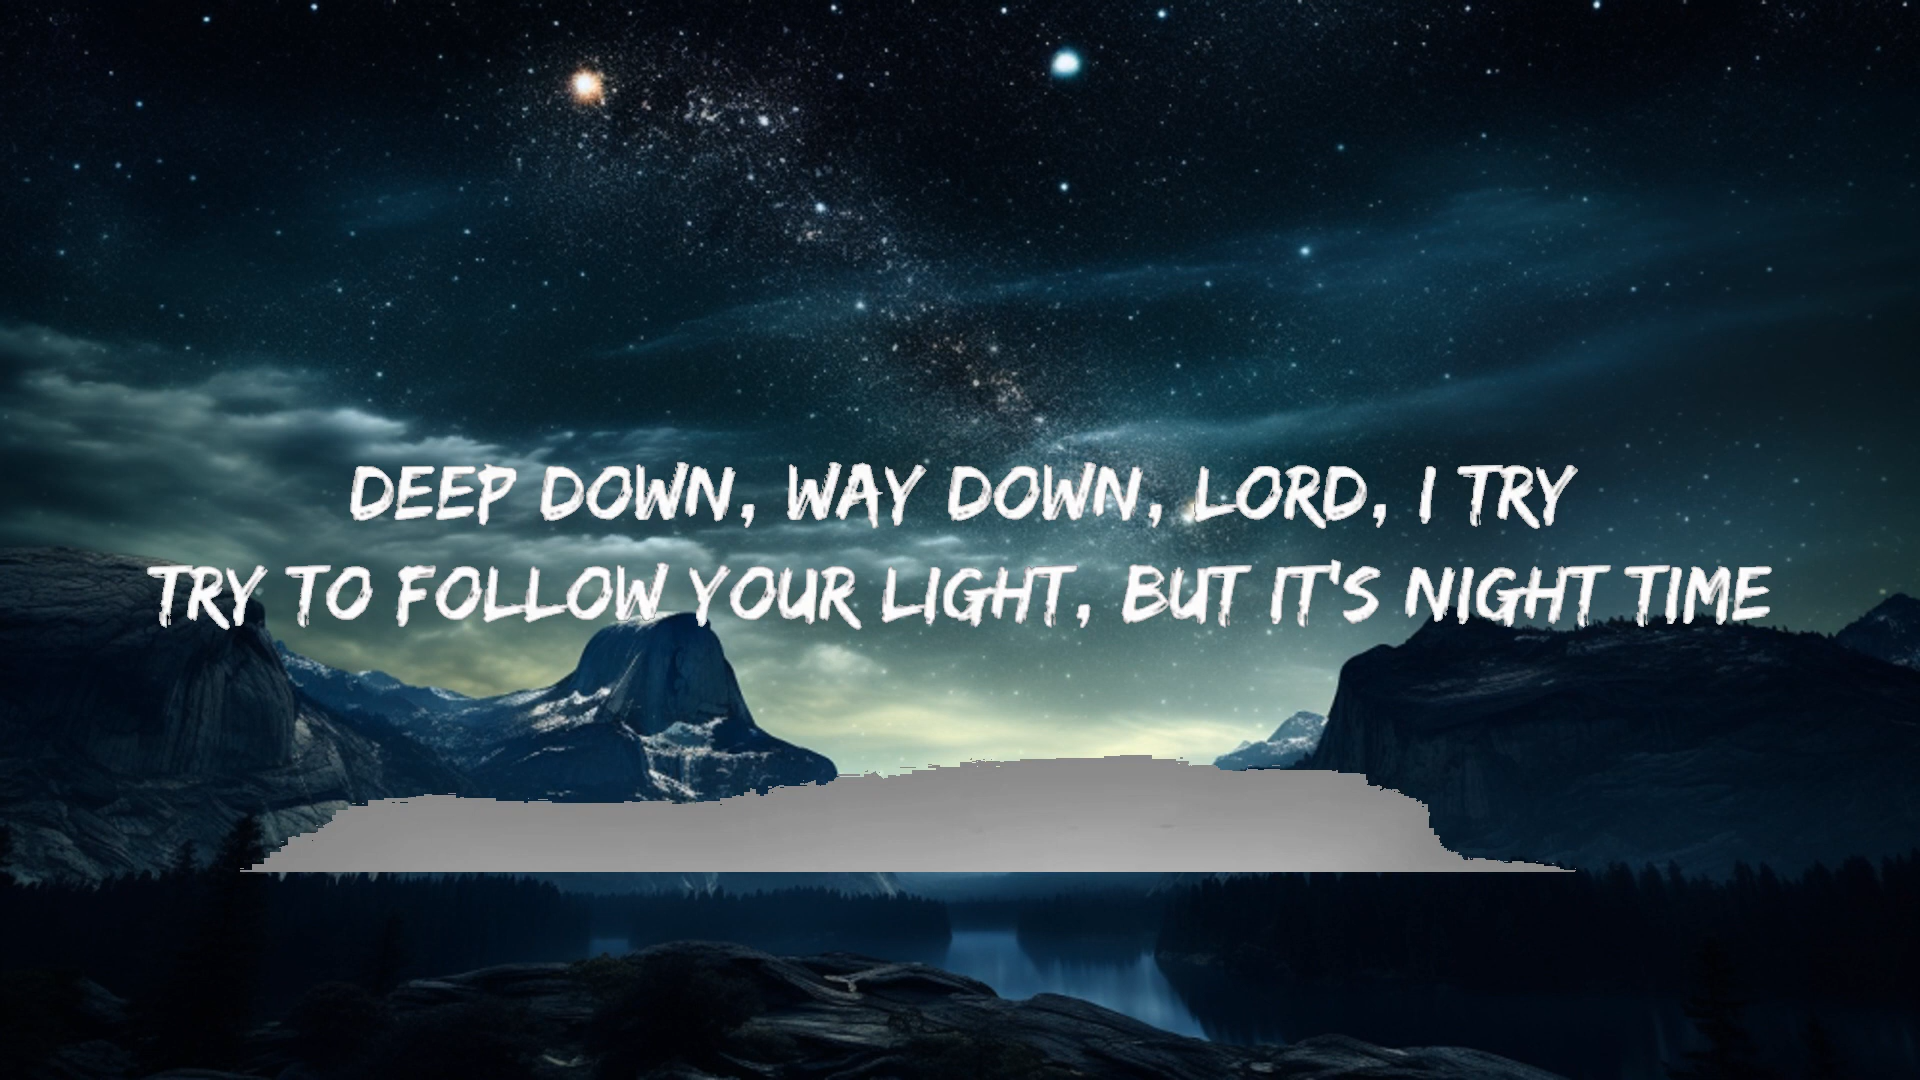 DEEP DOWN, WAY DOWN, LORD, I TRY
TRY TO FOLLOW YOUR LIGHT, BUT IT'S NIGHT TIME